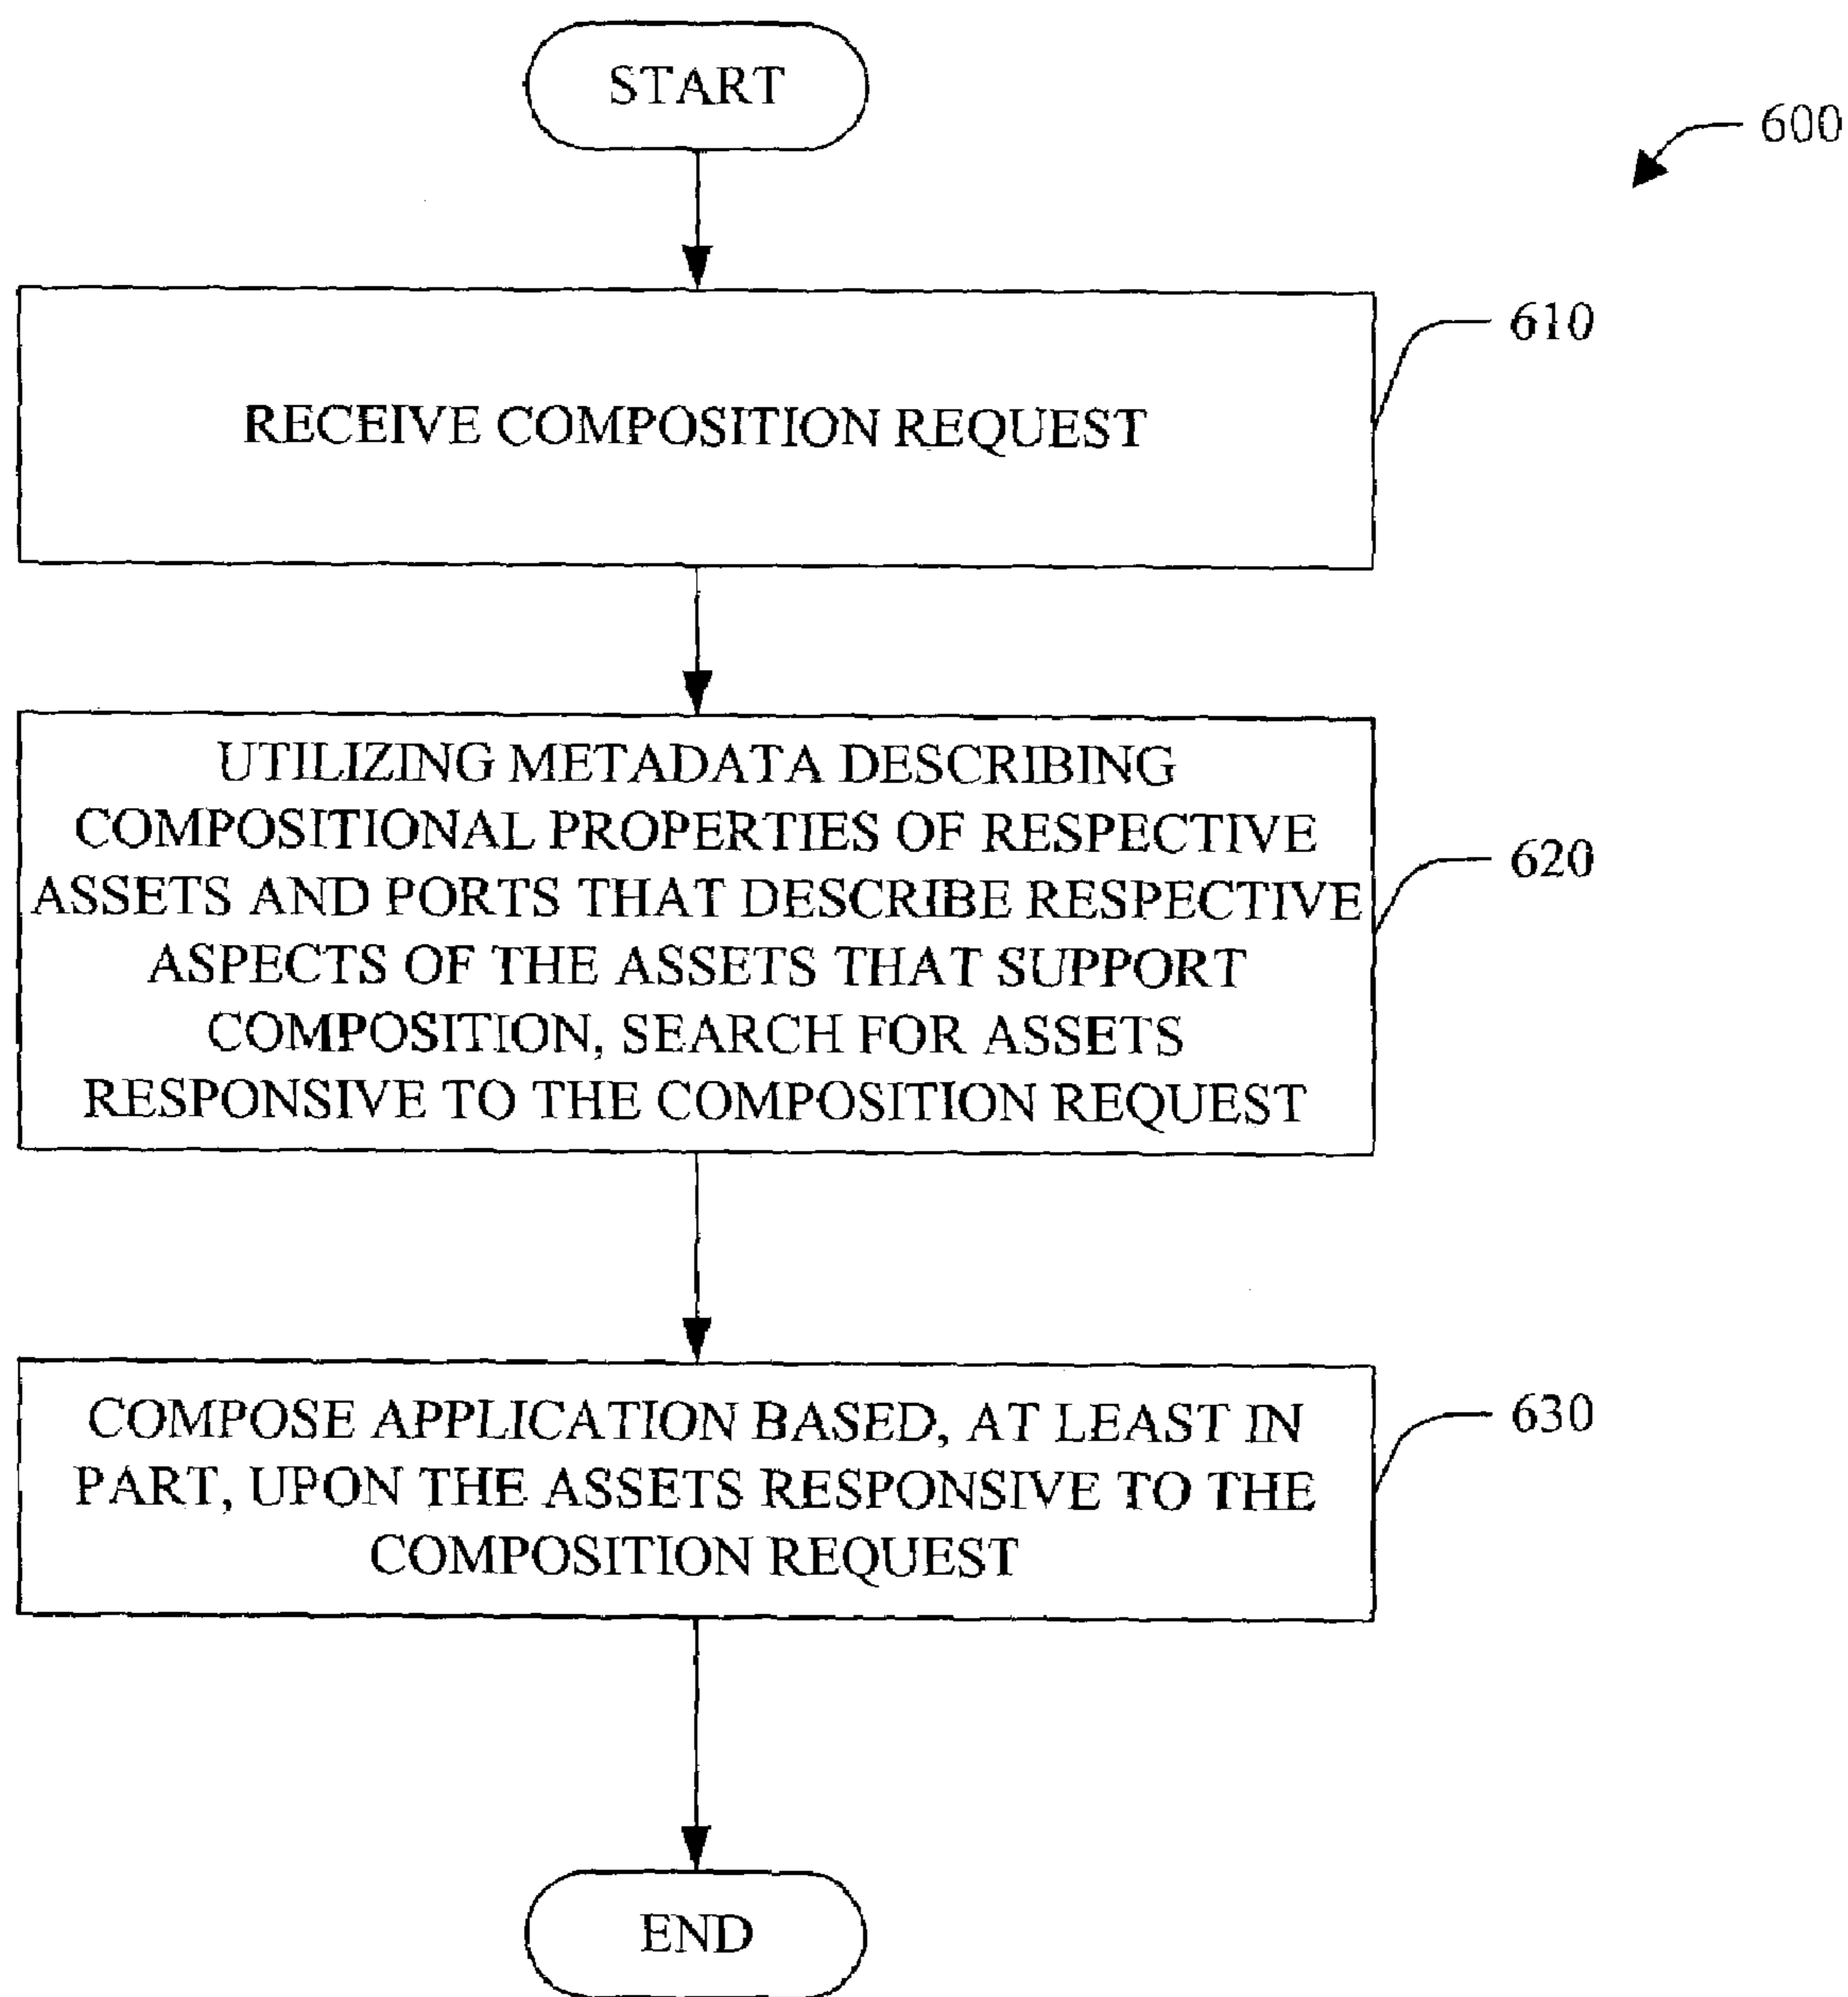 START
600
RECEIVE COMPOSITION REQUEST
610
UTILIZING METADATA DESCRIBING
COMPOSITIONAL PROPERTIES OF RESPECTIVE
ASSETS AND PORTS THAT DESCRIBE RESPECTIVE
ASPECTS OF THE ASSETS THAT SUPPORT
COMPOSITION, SEARCH FOR ASSETS
RESPONSIVE TO THE COMPOSITION REQUEST
620
COMPOSE APPLICATION BASED, AT LEAST IN
PART, UPON THE ASSETS RESPONSIVE TO THE
COMPOSITION REQUEST
630
END